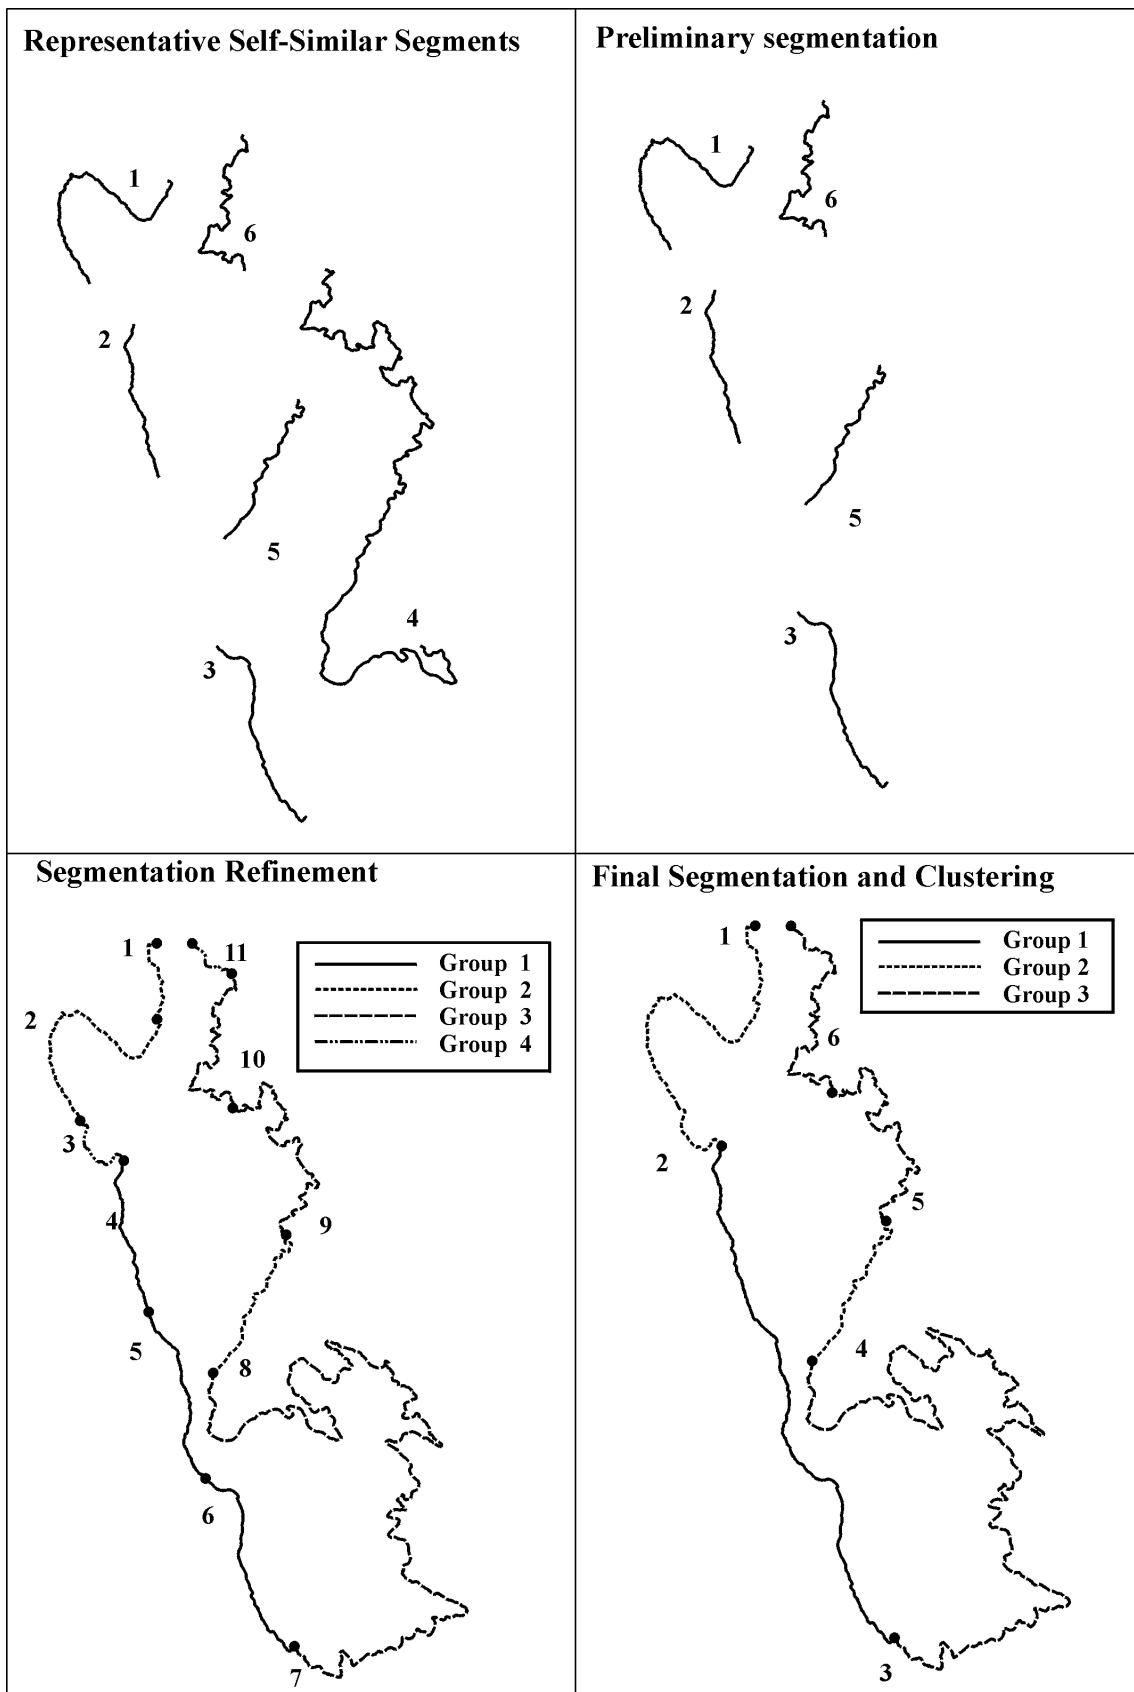 Representative Self-Similar Segments
1
6
2
5
4
3
Preliminary segmentation
1
6
2
5
3
Segmentation Refinement
1
11
Group 1
Group 2
Group 3
Group 4
2
10
3
4
9
5
8
6
7
Final Segmentation and Clustering
1
Group 1
Group 2
Group 3
6
2
5
4
3